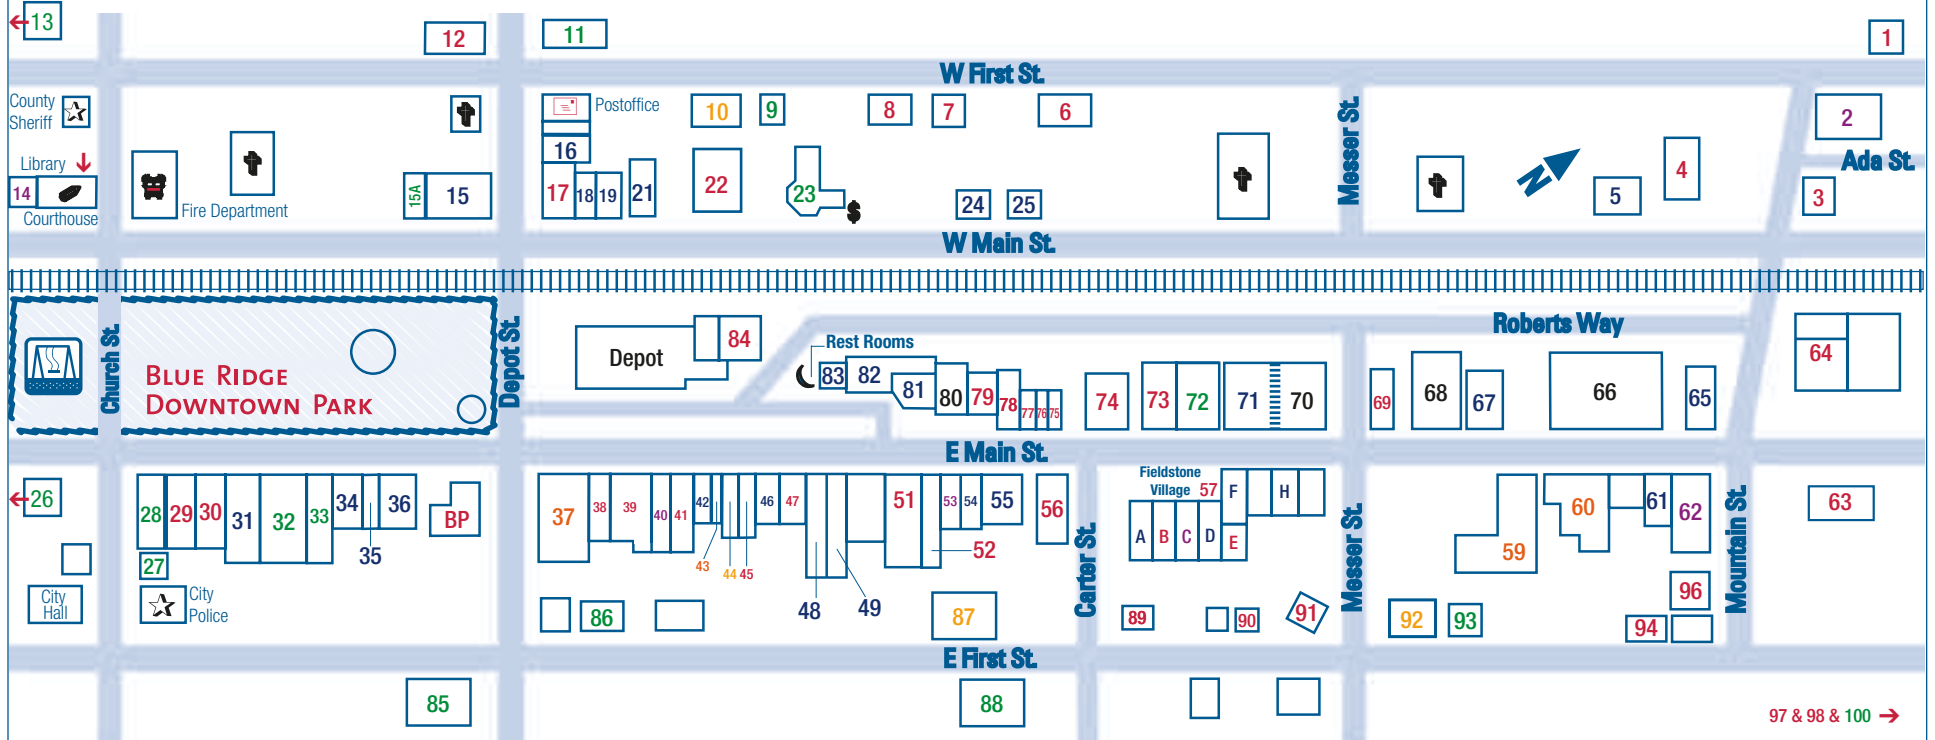 13
12
11
1
W First St.
County
Sheriff
Postoffice
10
9
8
7
6
2
Library
14
Courthouse
Fire Department
15A
15
16
17
18
19
21
22
23
$
24
25
Messer St.
N
5
4
Ada St.
3
W Main St.
Church St.
BLUE RIDGE
DOWNTOWN PARK
Depot St.
Depot
84
Rest Rooms
83
82
81
80
79
78
77
76
75
74
73
72
71
70
Roberts Way
69
68
67
66
65
64
E Main St.
26
28
29
30
31
32
33
34
35
36
BP
27
City
Hall
City
Police
37
38
39
40
41
42
43
44
45
46
47
48
49
51
52
53
54
55
56
Carter St.
Fieldstone
Village 57
A
B
C
D
E
F
H
Messer St.
59
60
61
62
Mountain St.
63
86
87
89
90
91
92
93
94
96
E First St.
85
88
97 & 98 & 100